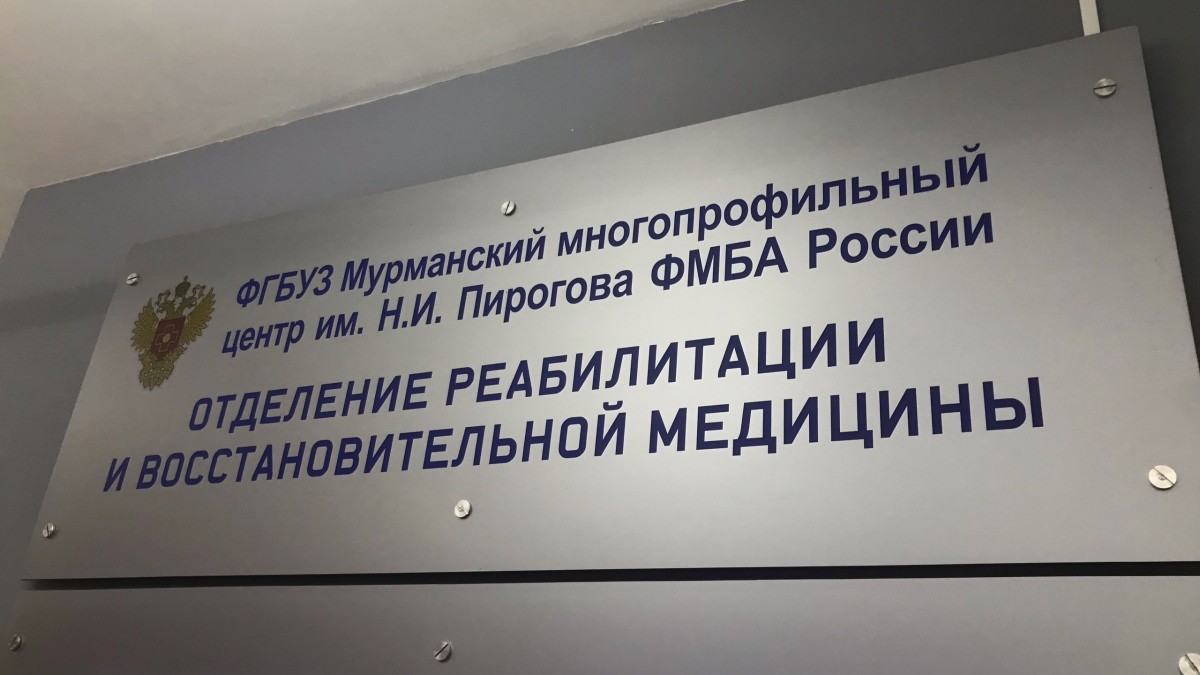 ФГБУЗ Мурманский многопрофильный
центр им. Н.И. Пирогова ФМБА России
ОТДЕЛЕНИЕ РЕАБИЛИТАЦИИ
И ВОССТАНОВИТЕЛЬНОЙ МЕДИЦИНЫ